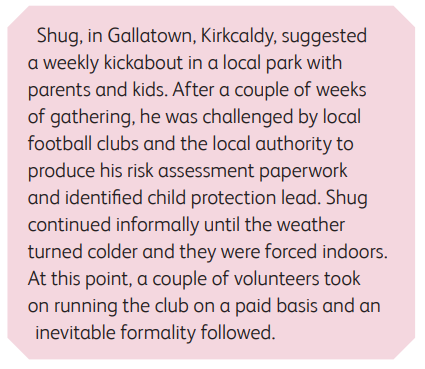 Shug, in Gallatown, Kirkcaldy, suggested
a weekly kickabout in a local park with
parents and kids. After a couple of weeks
of gathering, he was challenged by local
football clubs and the local authority to
produce his risk assessment paperwork
and identified child protection lead. Shug
continued informally until the weather
turned colder and they were forced indoors.
At this point, a couple of volunteers took
on running the club on a paid basis and an
inevitable formality followed.